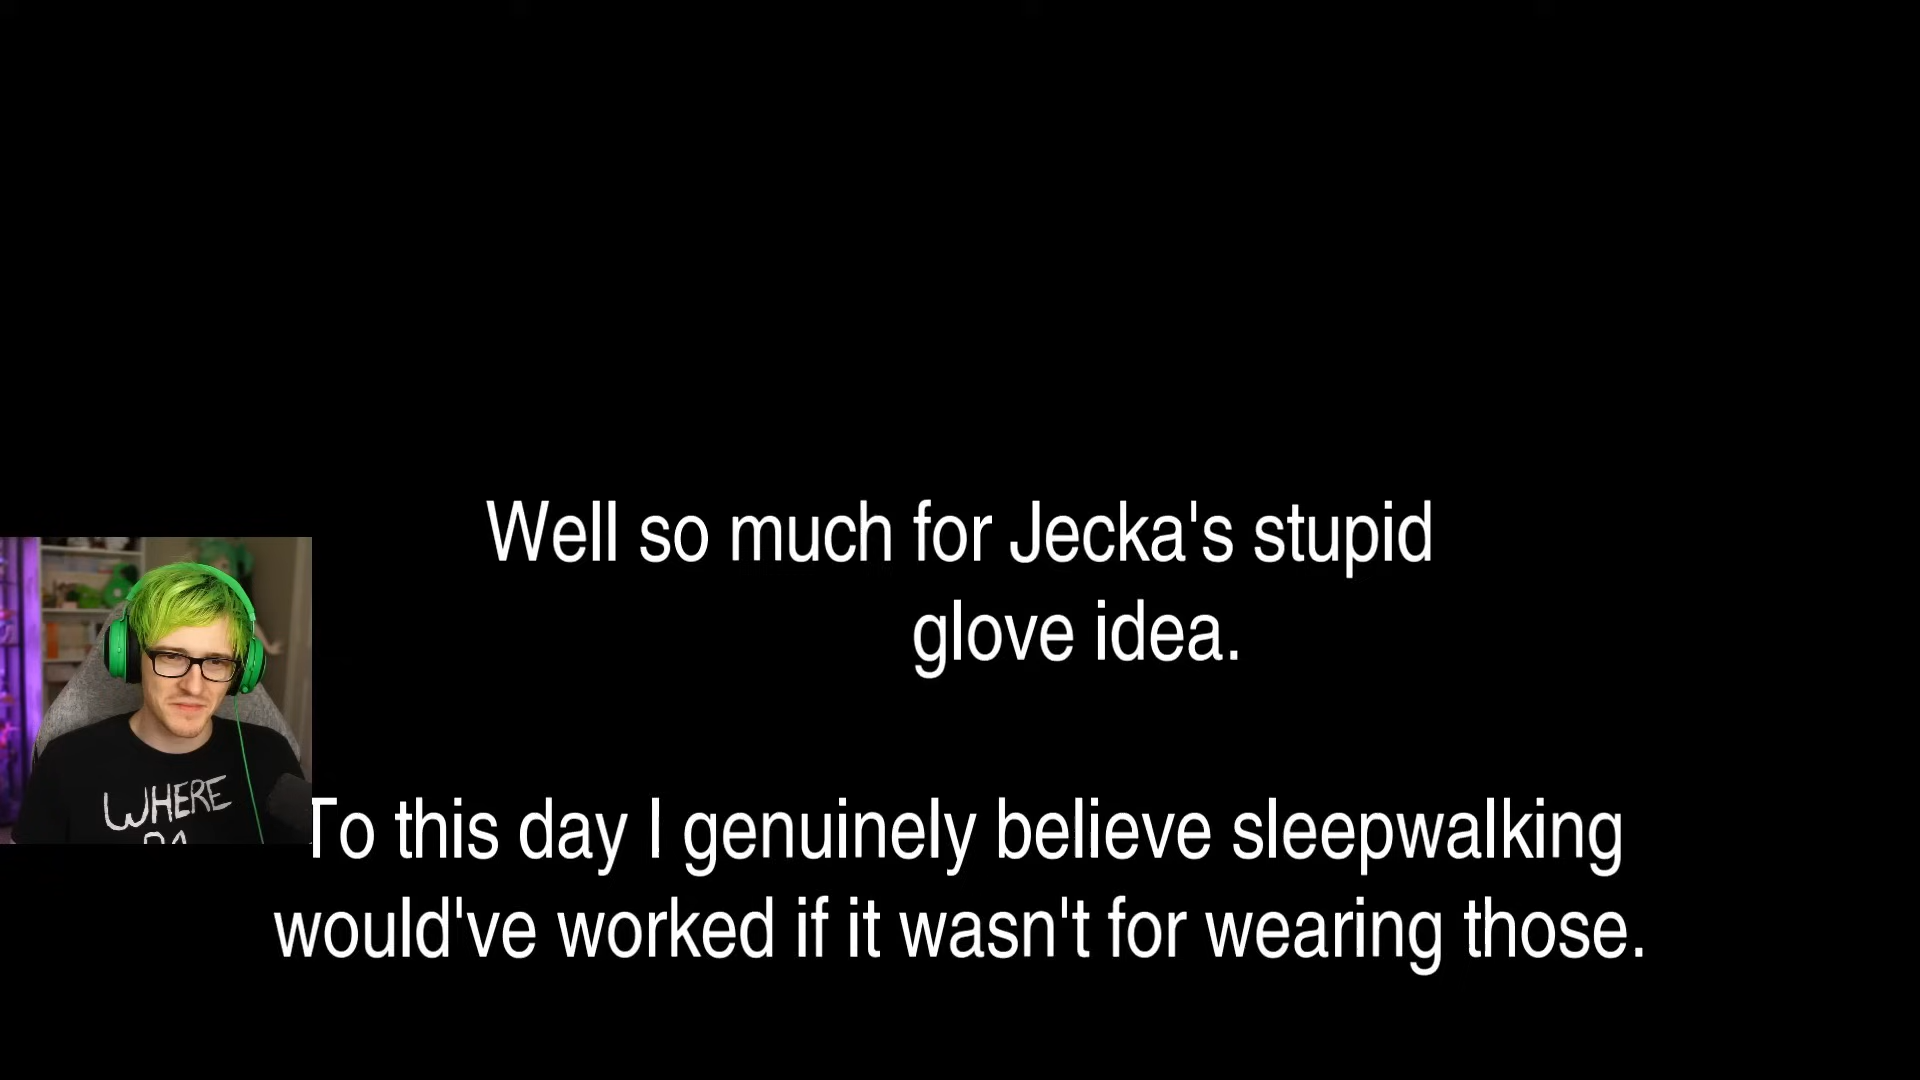 Well so much for Jecka's stupid
glove idea.
To this day I genuinely believe sleepwalking
would've worked if it wasn't for wearing those.
WHERE